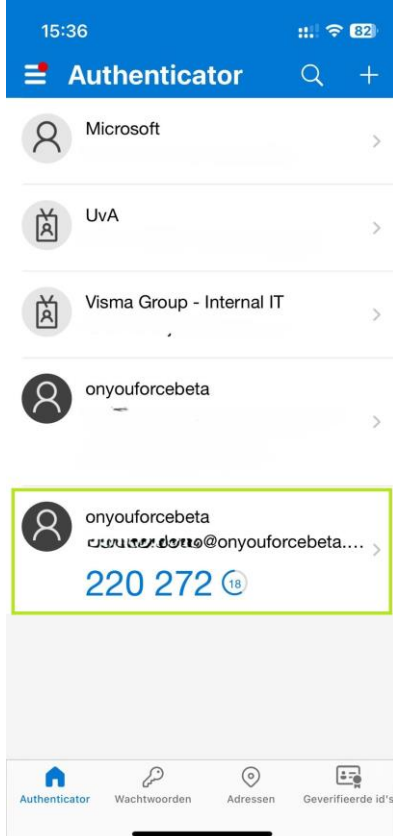 15:36
82
Authenticator
Microsoft
UvA
Visma Group - Internal IT
onyouforcebeta
onyouforcebeta
@onyouforcebeta....
220 272 18
Authenticator Wachtwoorden Adressen Geverifieerde id's